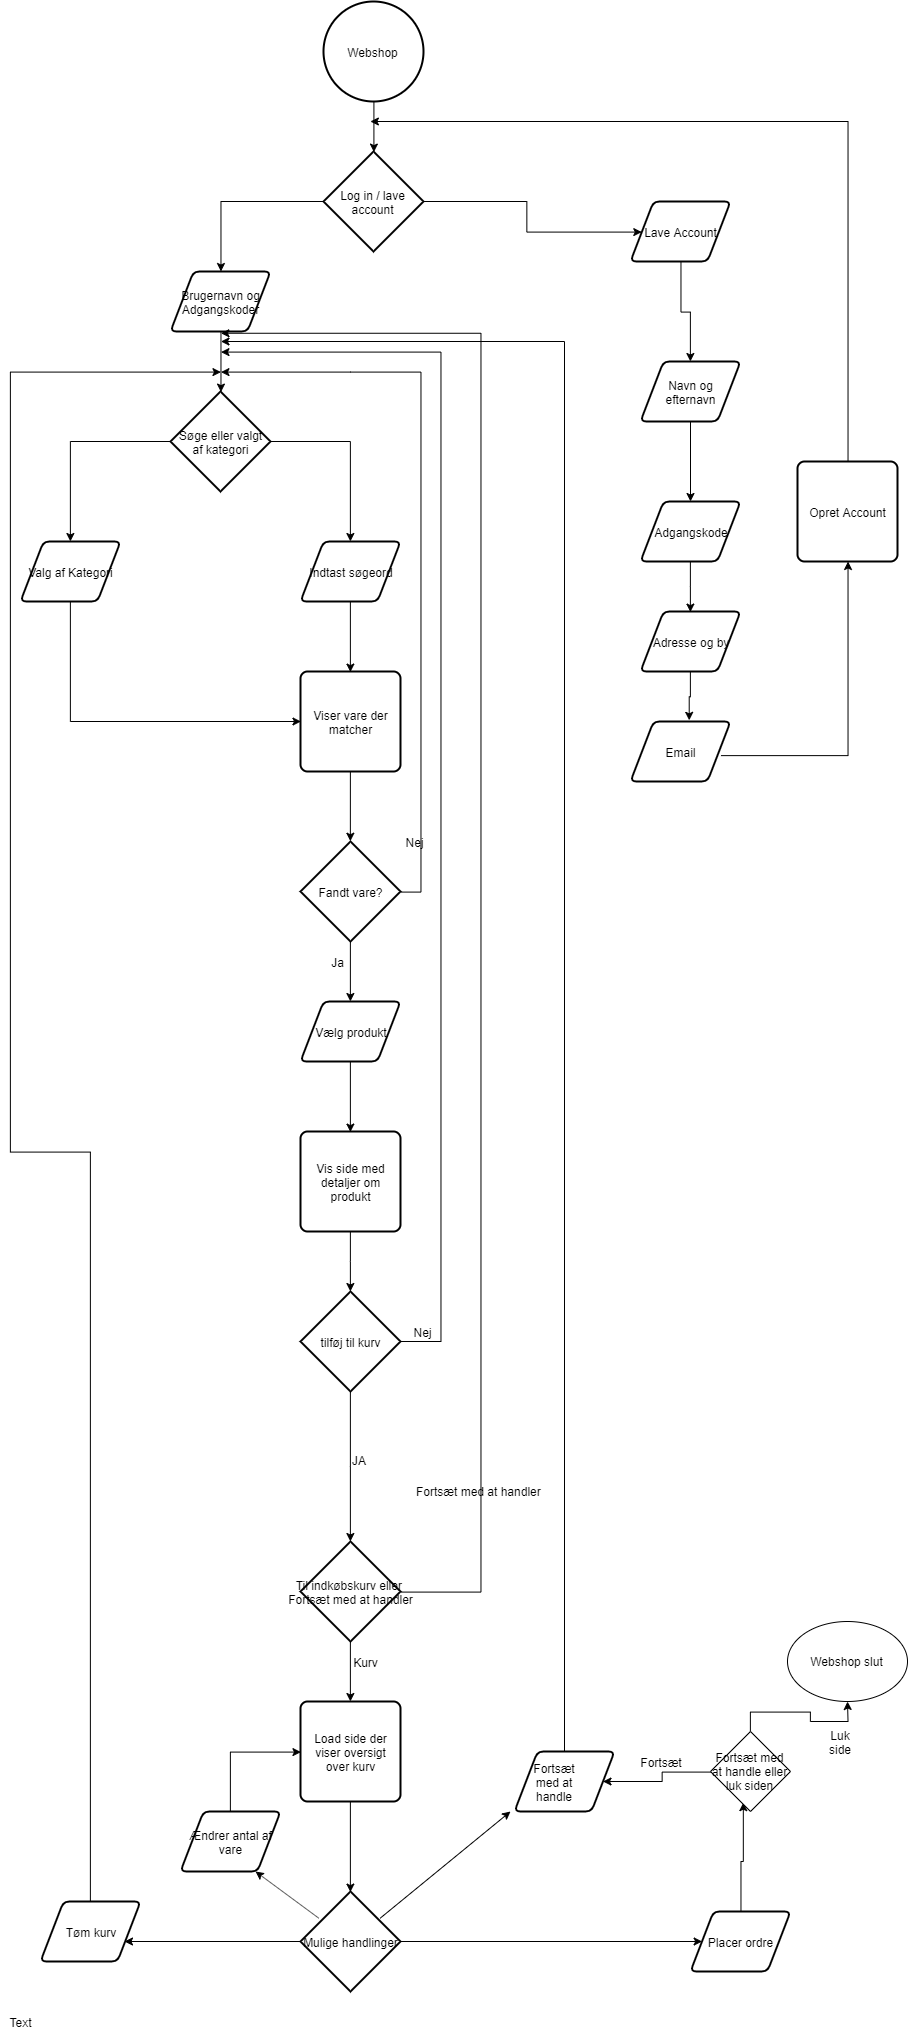 Webshop
Log in / lave
account
Lave Account
Brugernavn og
Adgangskoder
Navn og
efternavn
Søge eller valgt
af kategori
Opret Account
Adgangskode
Valg af Kategori
Indtast søgeord
Adresse og by
Viser vare der
matcher
Email
Nej
Fandt vare?
Ja
Vælg produkt
Vis side med
detaljer om
produkt
Nej
tilføj til kurv
JA
Fortsæt med at handler
Til indkøbskurv eller
Fortsæt med at handler
Kurv
Webshop slut
Load side der
viser oversigt
over kurv
Luk
side
Fortsæt
Fortsæt med
at handle eller
luk siden
Fortsæt
med at
handle
Ændrer antal af
vare
Tøm kurv
Mulige handlinger
Placer ordre
Text